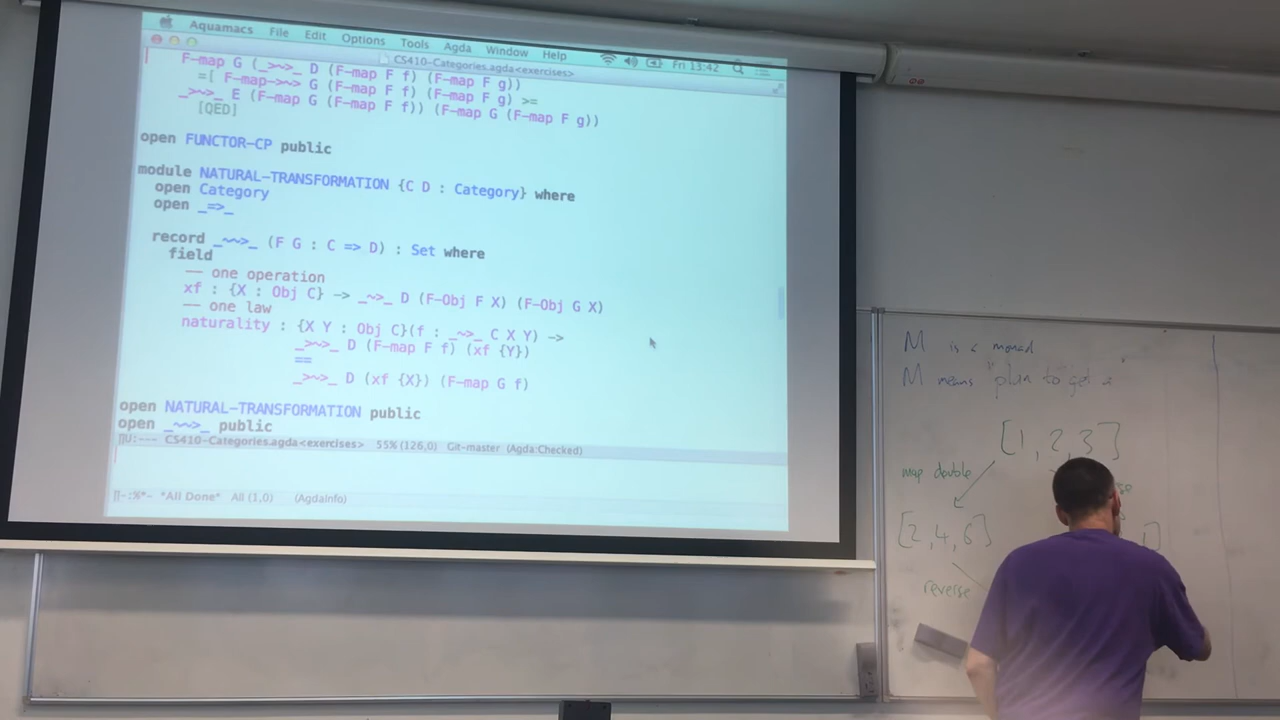 Aquamacs File Edit Options Tools Agda Window Help Fri 13:42
CS410-Categories.agda<exercises>
F-map G (_>~>_ D (F-map F f) (F-map F g))
=[ F-map->~> G (F-map F f) (F-map F g) >=
_>~>_ E (F-map G (F-map F f)) (F-map G (F-map F g))
[QED]
open FUNCTOR-CP public
module NATURAL-TRANSFORMATION {C D : Category} where
open Category
open _=>_
record _~~>_ (F G : C => D) : Set where
field
-- one operation
xf : {X : Obj C} -> _~>_ D (F-Obj F X) (F-Obj G X)
-- one law
naturality : {X Y : Obj C}(f : _~>_ C X Y) ->
_>~>_ D (F-map F f) (xf {Y})
==
_>~>_ D (xf {X}) (F-map G f)
open NATURAL-TRANSFORMATION public
open _~~>_ public
CS410-Categories.agda<exercises> 55% (126,0) Git-master (Agda:Checked)
*All Done* All (1,0) (AgdaInfo)
M is a monad
M means "plan to get a"
[1, 2, 3]
map double
[2, 4, 6]
reverse